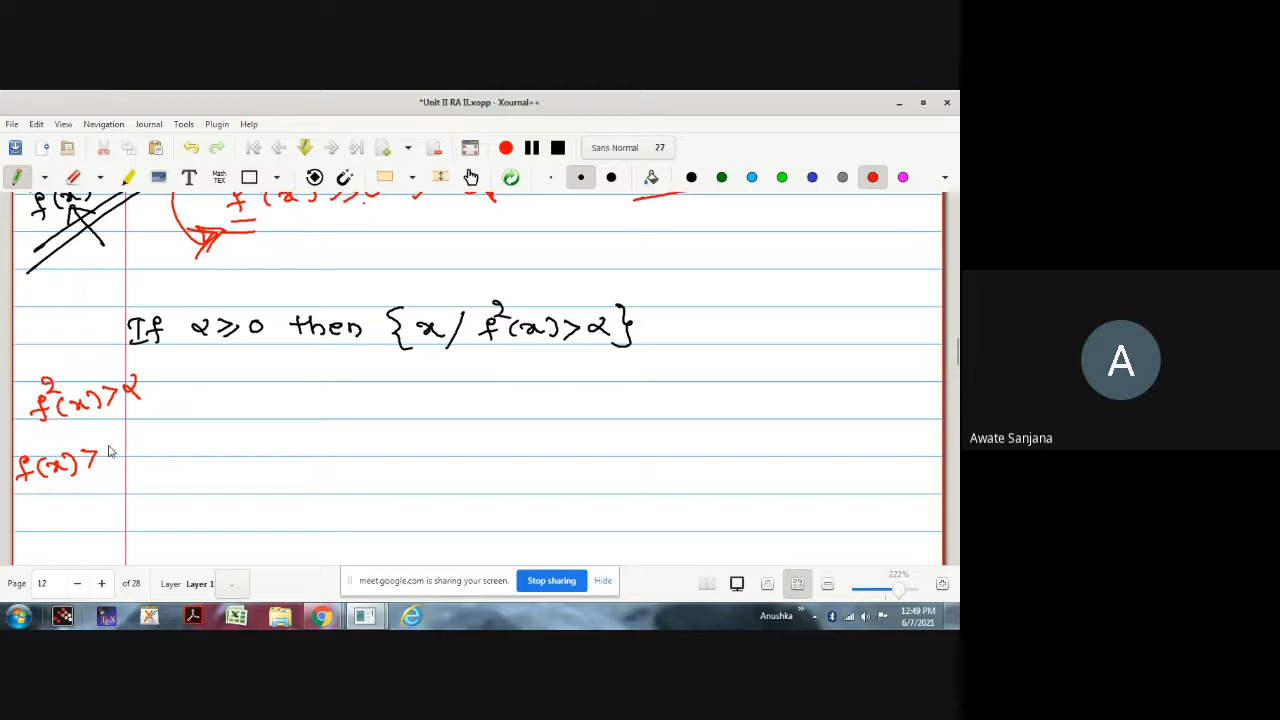 *Unit II RA II.xopp - Xournal++
File Edit View Navigation Journal Tools Plugin Help
Sans Normal 27
f(x)
If α ≥ 0 then {x / f²(x) > α}
f²(x) > α
f(x) >
A
Awate Sanjana
Page 12 of 28 Layer Layer 1
222%
meet.google.com is sharing your screen. Stop sharing Hide
Anushka
12:49 PM
6/7/2021